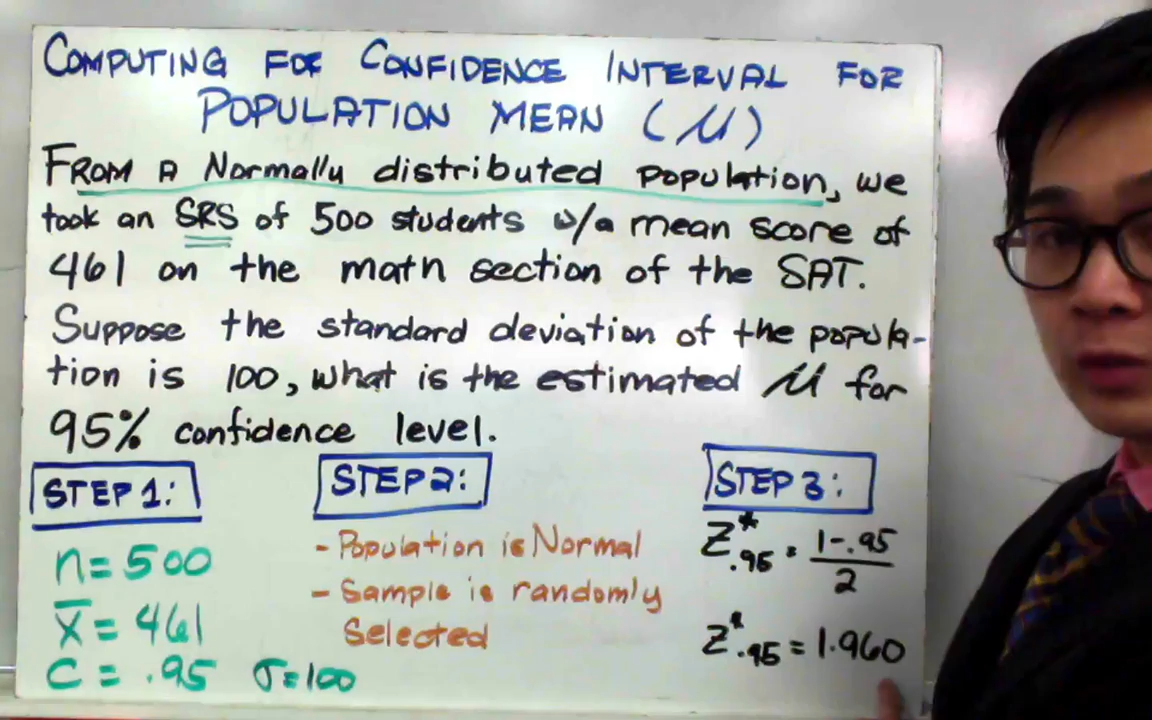 COMPUTING FOR CONFIDENCE INTERVAL FOR
POPULATION MEAN (μ)
FROM A Normally distributed population, we
took an SRS of 500 students w/a mean score of
461 on the math section of the SAT.
Suppose the standard deviation of the popula-
tion is 100, what is the estimated μ for
95% confidence level.
STEP 1:
n = 500
x̄ = 461
C = .95 σ = 100
STEP 2:
- Population is Normal
- Sample is randomly
Selected
STEP 3:
Z*.95 = 1-.95
2
Z*.95 = 1.960